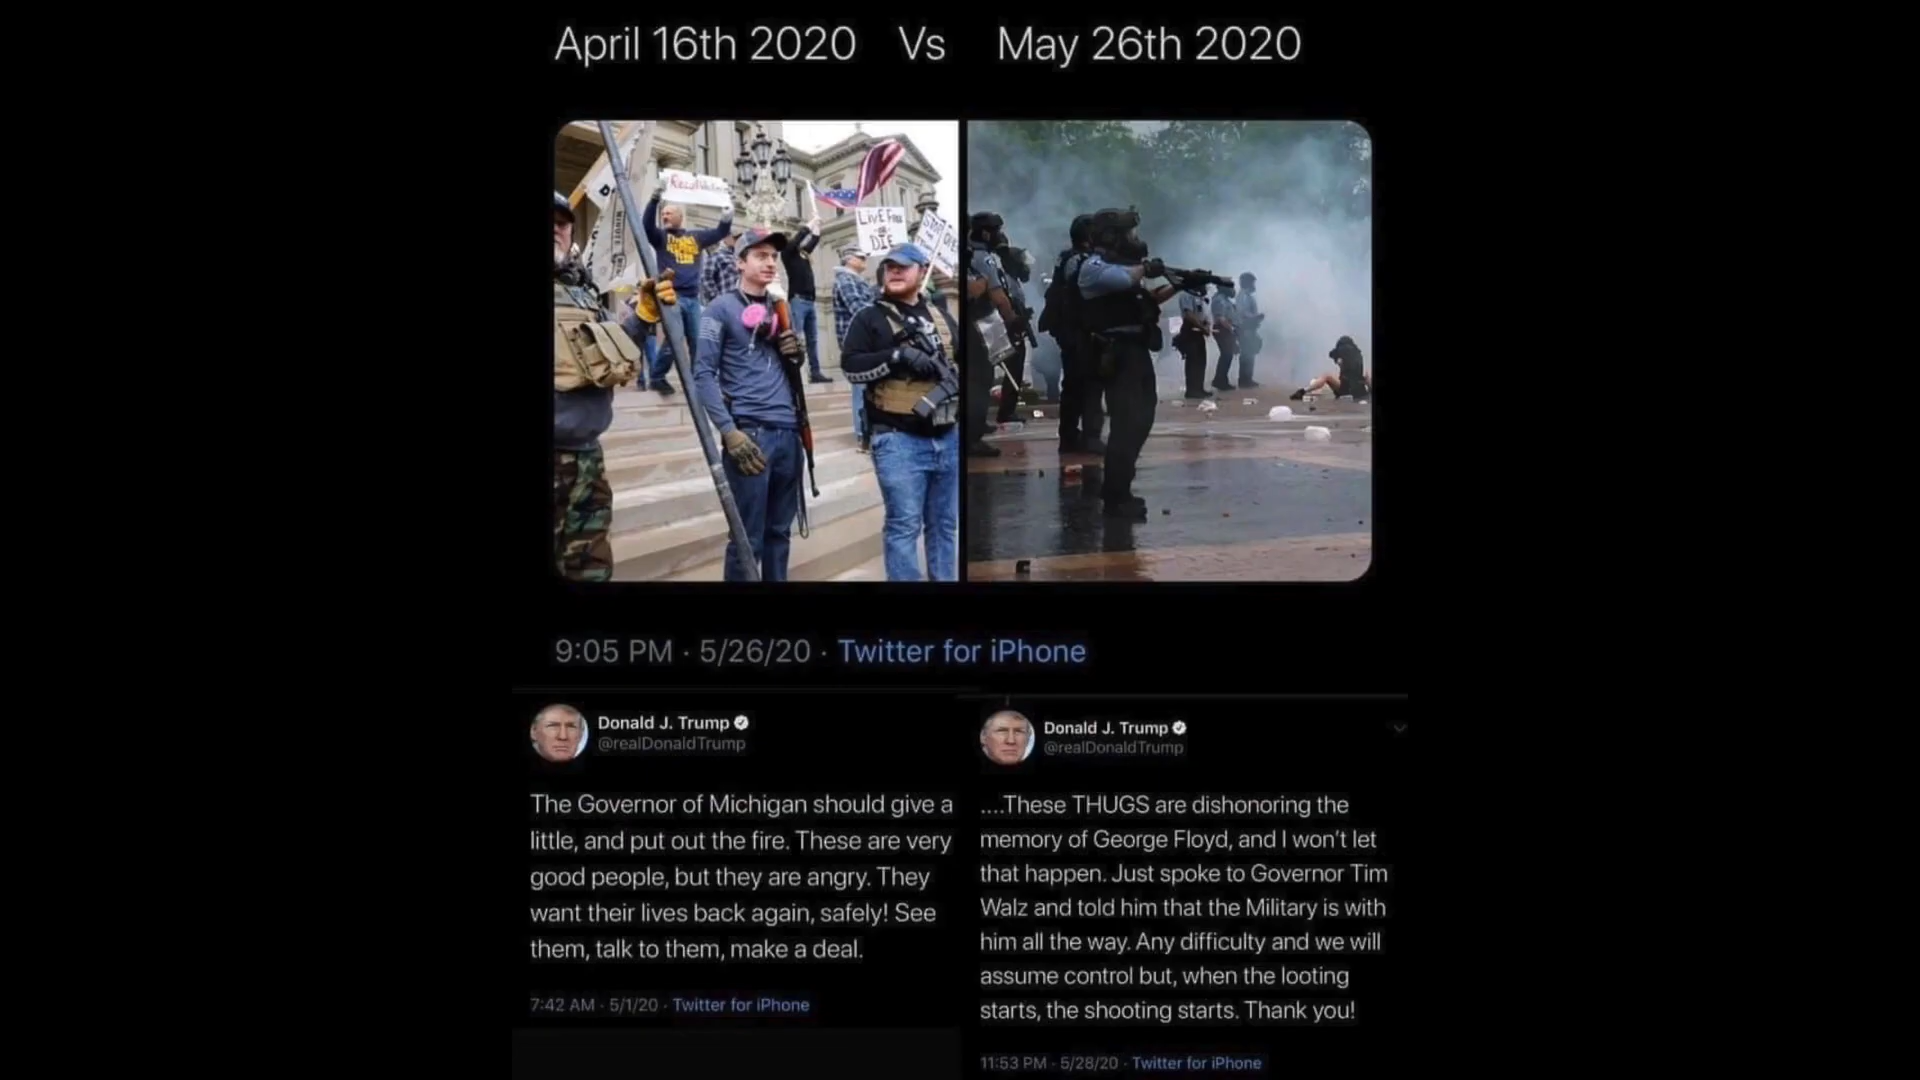 April 16th 2020 Vs May 26th 2020
LivE FREE
OR
DIE
9:05 PM · 5/26/20 · Twitter for iPhone
Donald J. Trump
@realDonaldTrump
The Governor of Michigan should give a
little, and put out the fire. These are very
good people, but they are angry. They
want their lives back again, safely! See
them, talk to them, make a deal.
7:42 AM · 5/1/20 · Twitter for iPhone
Donald J. Trump
@realDonaldTrump
....These THUGS are dishonoring the
memory of George Floyd, and I won't let
that happen. Just spoke to Governor Tim
Walz and told him that the Military is with
him all the way. Any difficulty and we will
assume control but, when the looting
starts, the shooting starts. Thank you!
11:53 PM · 5/28/20 · Twitter for iPhone